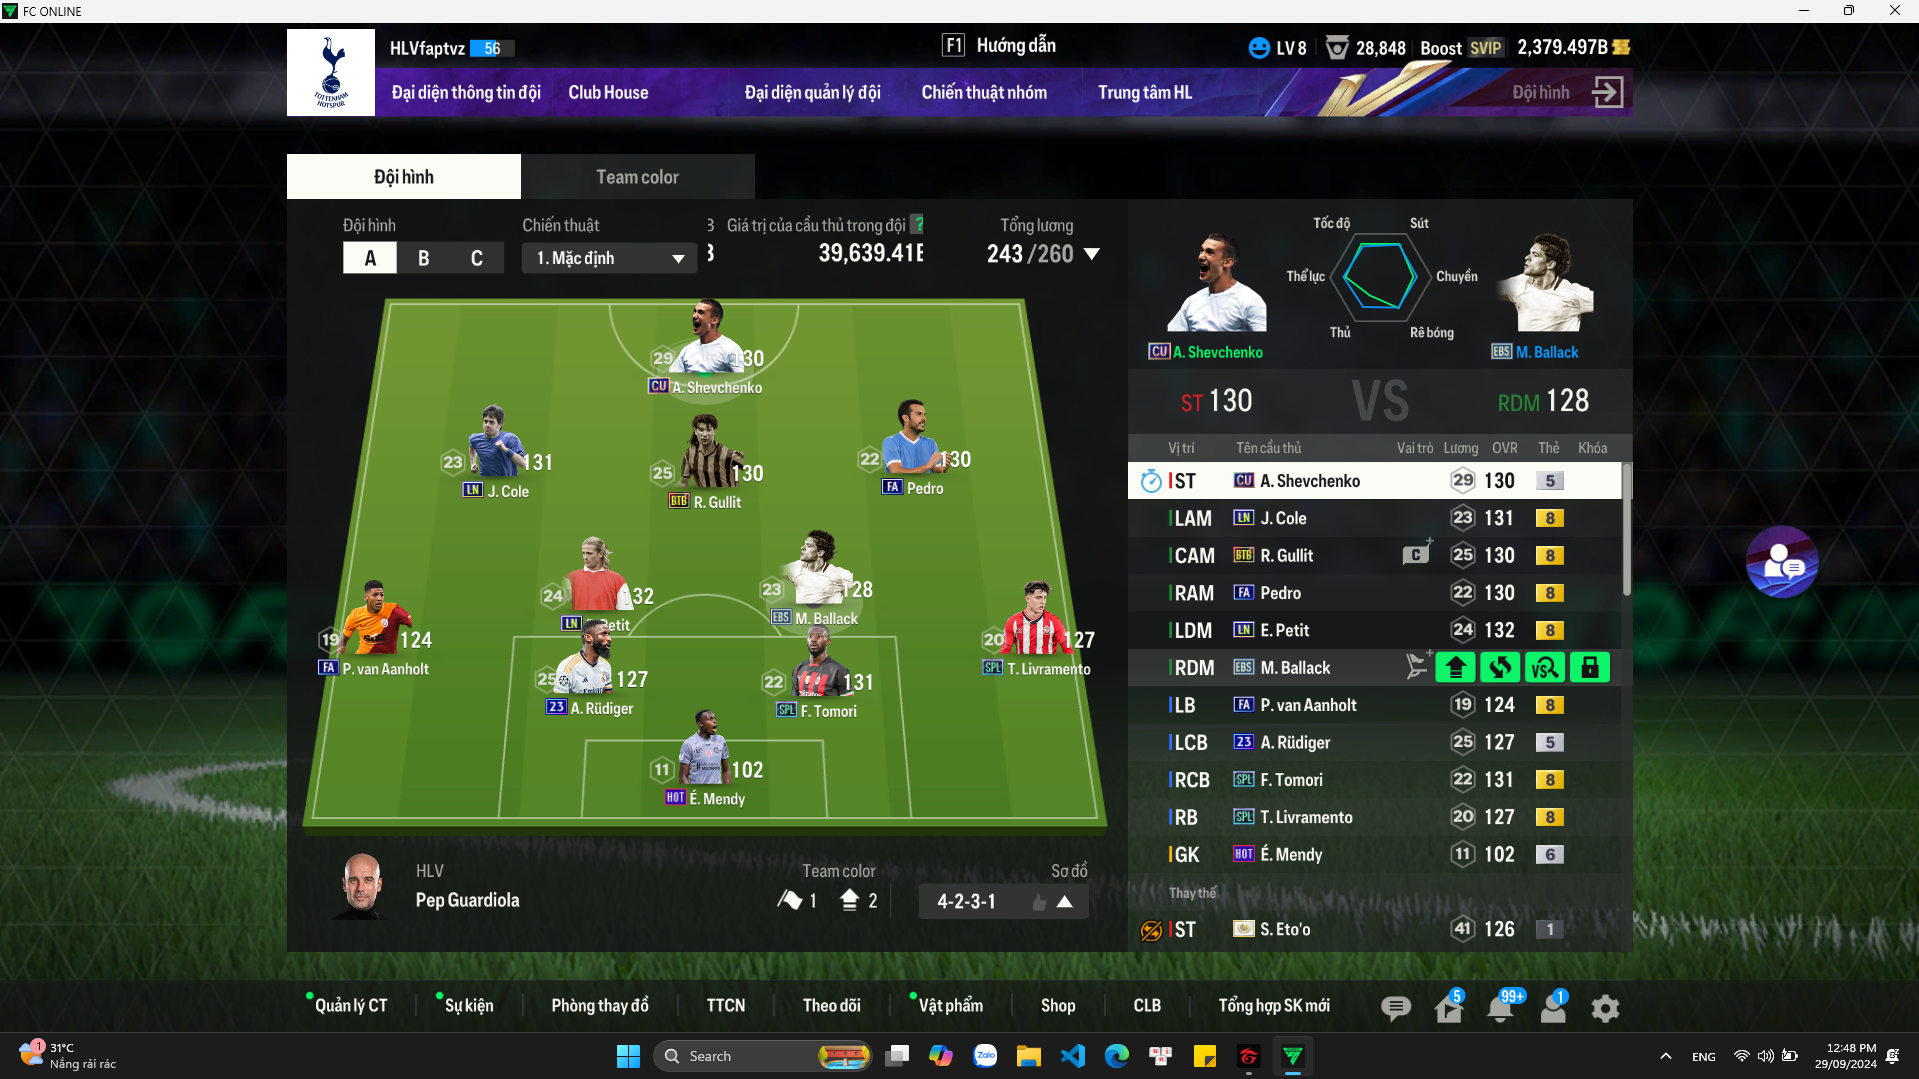 FC ONLINE
TOTTENHAM HOTSPUR
HLVfaptvz 56
F1 Hướng dẫn
LV 8 28,848 Boost SVIP 2,379.497B
Đại diện thông tin đội Club House Đại diện quản lý đội Chiến thuật nhóm Trung tâm HL Đội hình
Đội hình Team color
Đội hình Chiến thuật Giá trị của cầu thủ trong đội ? Tổng lương
A B C 1. Mặc định 39,639.41B 243 /260
29 130
CU A. Shevchenko
23 131
LN J. Cole
25 130
BTB R. Gullit
22 130
FA Pedro
24 132
LN E. Petit
23 128
EBS M. Ballack
19 124
FA P. van Aanholt
25 127
23 A. Rüdiger
22 131
SPL F. Tomori
20 127
SPL T. Livramento
11 102
HOT É. Mendy
HLV
Pep Guardiola
Team color
1 2
Sơ đồ
4-2-3-1
Tốc độ Sút
Thể lực Chuyền
Thủ Rê bóng
CU A. Shevchenko EBS M. Ballack
ST 130 VS RDM 128
Vị trí Tên cầu thủ Vai trò Lương OVR Thẻ Khóa
ST CU A. Shevchenko 29 130 5
LAM LN J. Cole 23 131 8
CAM BTB R. Gullit C 25 130 8
RAM FA Pedro 22 130 8
LDM LN E. Petit 24 132 8
RDM EBS M. Ballack VS
LB FA P. van Aanholt 19 124 8
LCB 23 A. Rüdiger 25 127 5
RCB SPL F. Tomori 22 131 8
RB SPL T. Livramento 20 127 8
GK HOT É. Mendy 11 102 6
Thay thế
ST S. Eto'o 41 126 1
Quản lý CT Sự kiện Phòng thay đồ TTCN Theo dõi Vật phẩm Shop CLB Tổng hợp SK mới 5 99+ 1
1 31°C
Nắng rải rác
Search
Zalo
ENG
12:48 PM
29/09/2024